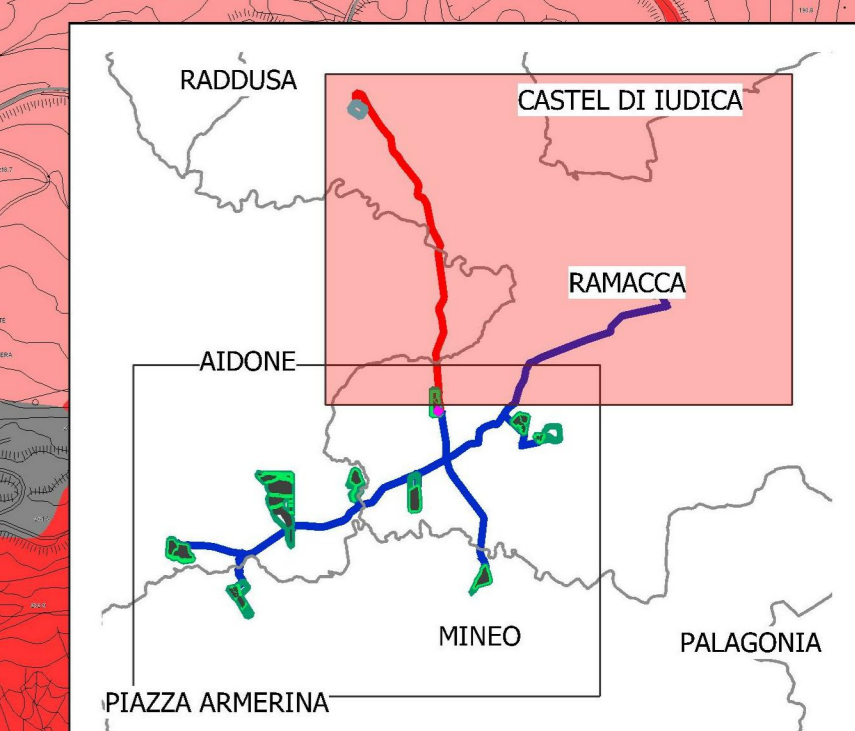 RADDUSA
CASTEL DI IUDICA
RAMACCA
AIDONE
MINEO
PALAGONIA
PIAZZA ARMERINA